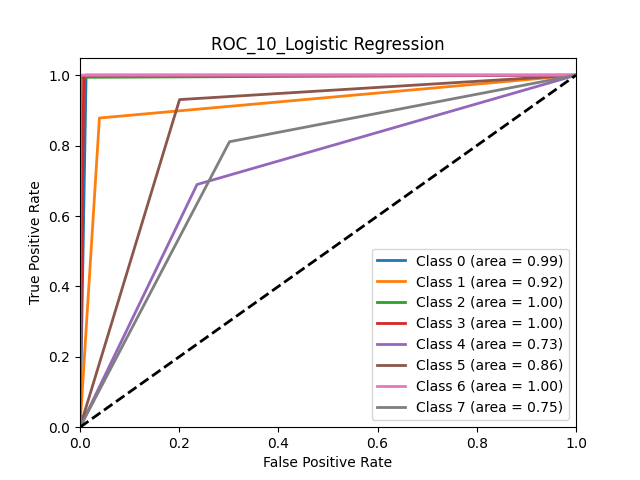 ROC_10_Logistic Regression
True Positive Rate
1.0
0.8
0.6
0.4
0.2
0.0
Class 0 (area = 0.99)
Class 1 (area = 0.92)
Class 2 (area = 1.00)
Class 3 (area = 1.00)
Class 4 (area = 0.73)
Class 5 (area = 0.86)
Class 6 (area = 1.00)
Class 7 (area = 0.75)
0.0 0.2 0.4 0.6 0.8 1.0
False Positive Rate